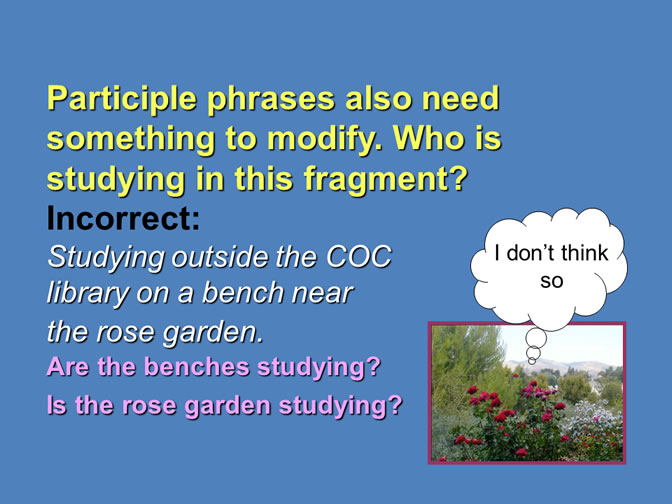 Participle phrases also need
something to modify. Who is
studying in this fragment?
Incorrect:
Studying outside the COC
library on a bench near
the rose garden.
Are the benches studying?
Is the rose garden studying?
I don’t think
so